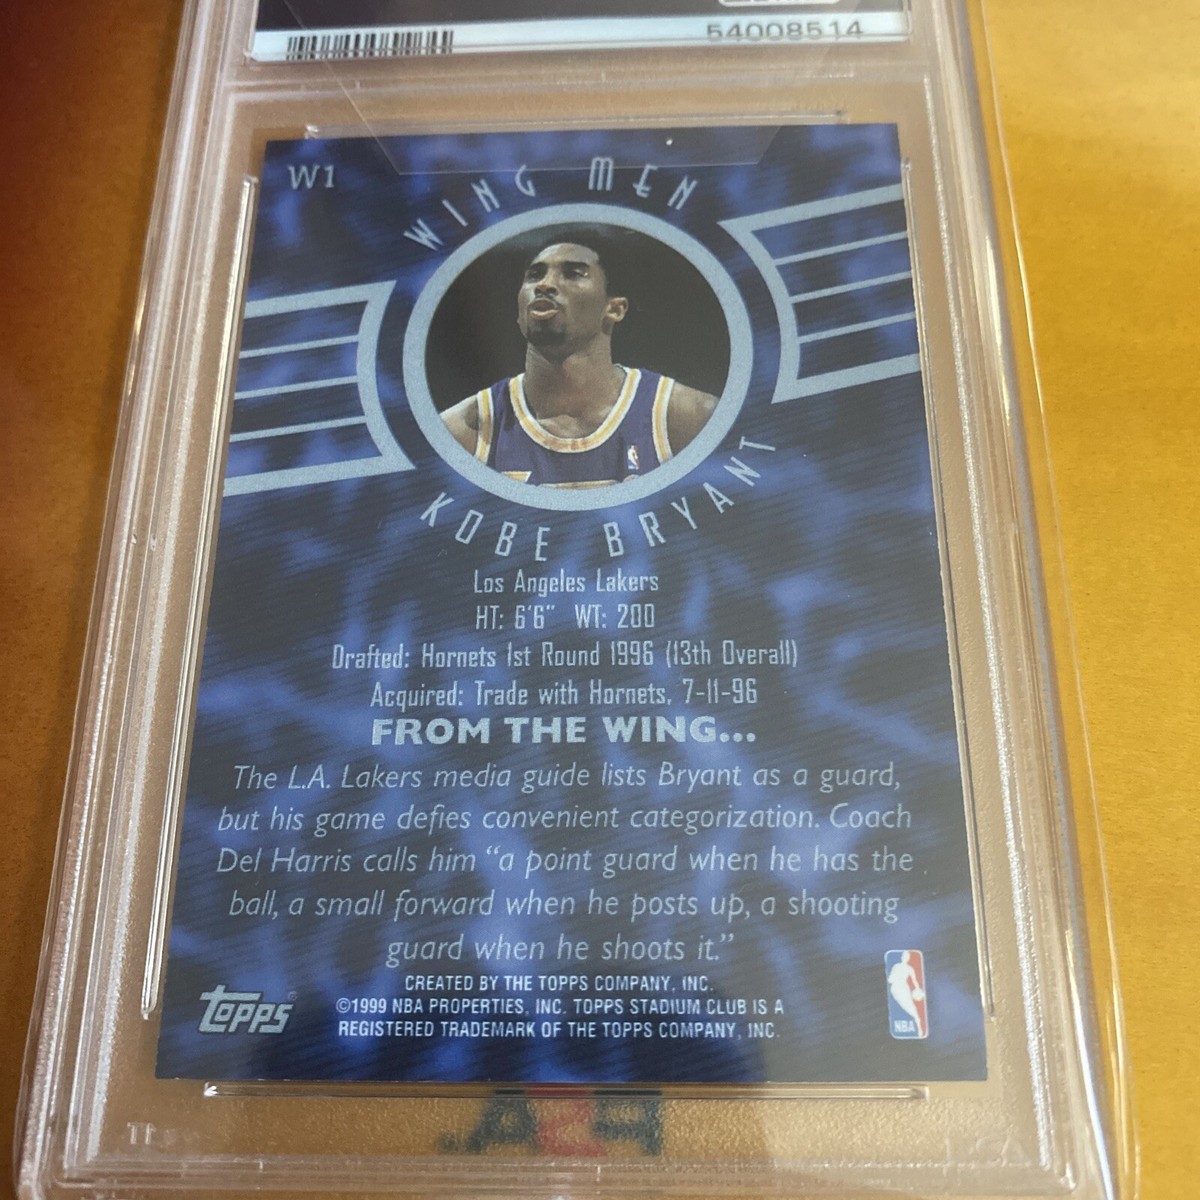 54008514
W1
WING MEN
KOBE BRYANT
Los Angeles Lakers
HT: 6'6" WT: 200
Drafted: Hornets 1st Round 1996 (13th Overall)
Acquired: Trade with Hornets, 7-11-96
FROM THE WING...
The L.A. Lakers media guide lists Bryant as a guard,
but his game defies convenient categorization. Coach
Del Harris calls him “a point guard when he has the
ball, a small forward when he posts up, a shooting
guard when he shoots it.”
CREATED BY THE TOPPS COMPANY, INC.
©1999 NBA PROPERTIES, INC. TOPPS STADIUM CLUB IS A
REGISTERED TRADEMARK OF THE TOPPS COMPANY, INC.
TOPPS®
NBA
PSA